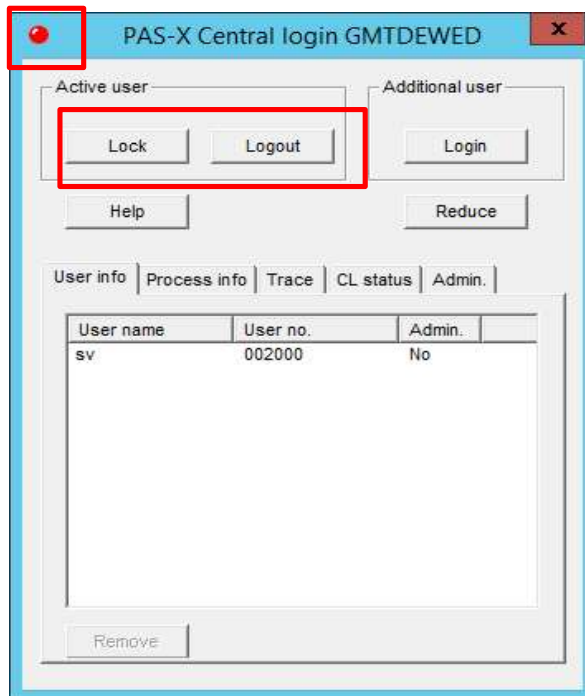 PAS-X Central login GMTDEWED x
Active user Additional user
Lock Logout Login
Help Reduce
User info Process info Trace CL status Admin.
User name User no. Admin.
sv 002000 No
Remove